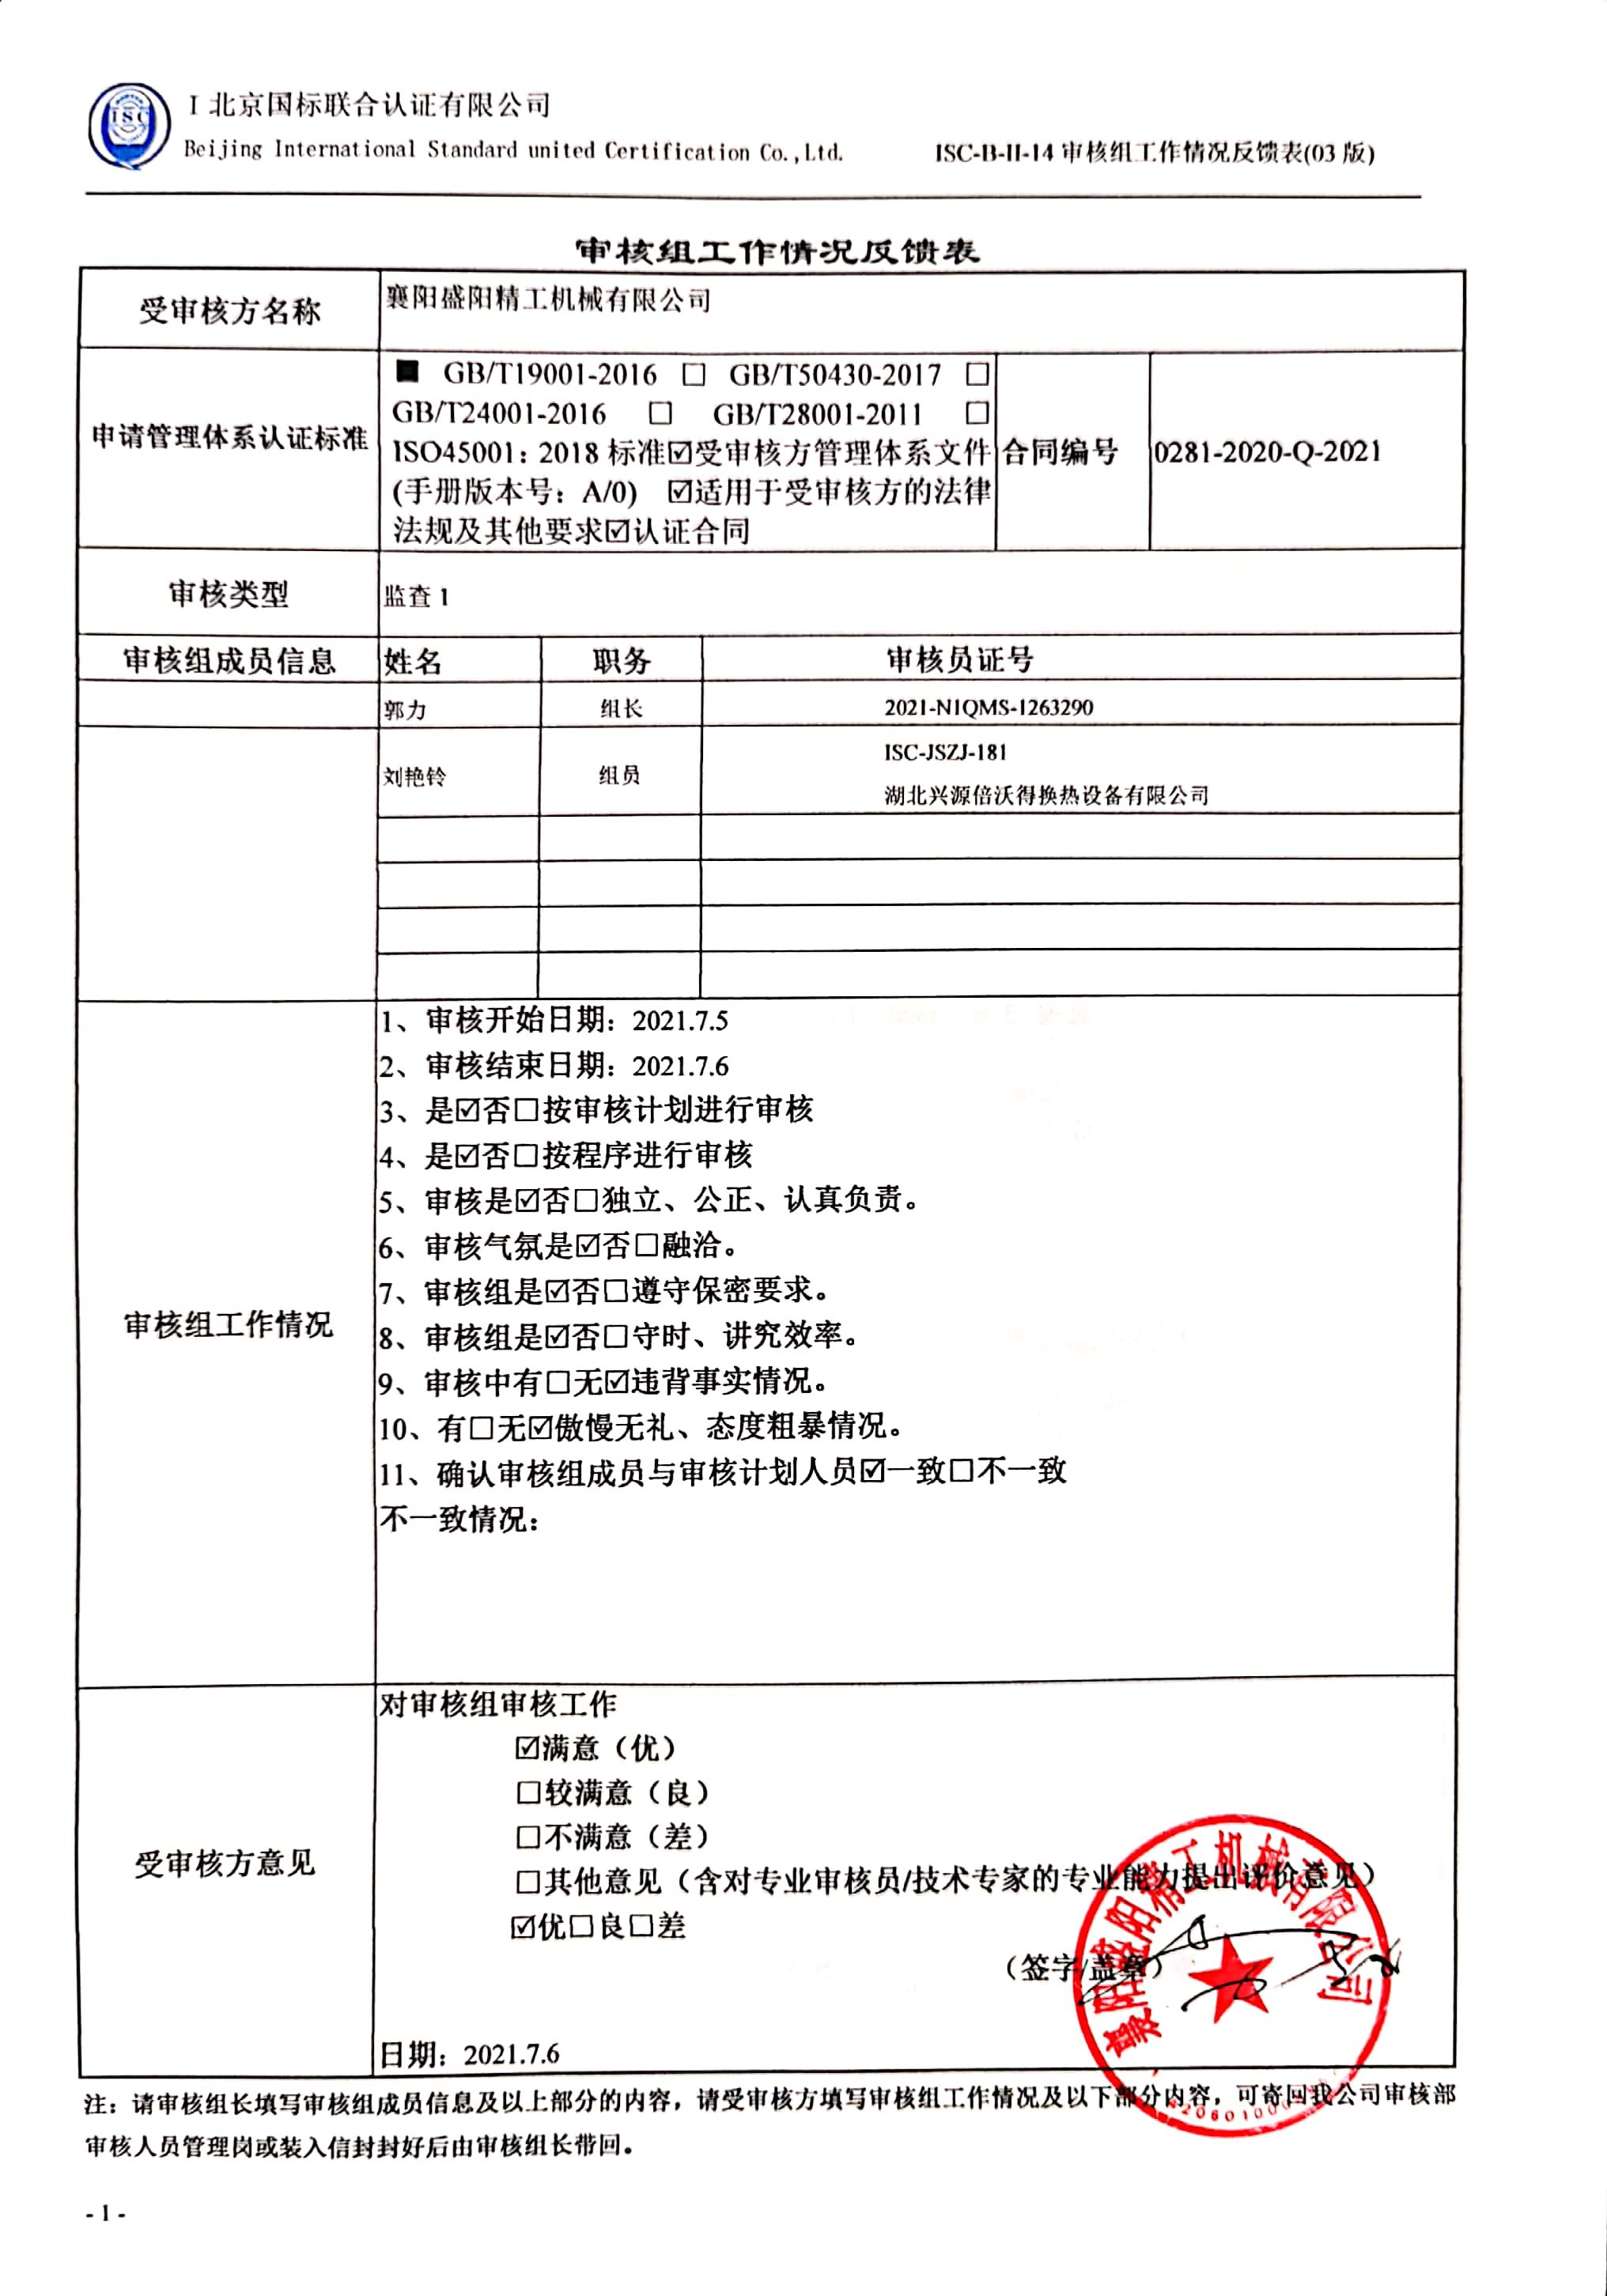 ISC
I 北京国标联合认证有限公司
Beijing International Standard united Certification Co.,Ltd.
ISC-B-II-14 审核组工作情况反馈表(03 版)
审核组工作情况反馈表
受审核方名称
襄阳盛阳精工机械有限公司
申请管理体系认证标准
■ GB/T19001-2016 □ GB/T50430-2017 □
GB/T24001-2016 □ GB/T28001-2011 □
ISO45001：2018 标准☑受审核方管理体系文件
(手册版本号：A/0) ☑适用于受审核方的法律
法规及其他要求☑认证合同
合同编号
0281-2020-Q-2021
审核类型
监查 1
审核组成员信息 姓名 职务 审核员证号
郭力 组长 2021-N1QMS-1263290
刘艳铃 组员 ISC-JSZJ-181
湖北兴源倍沃得换热设备有限公司
审核组工作情况
1、审核开始日期：2021.7.5
2、审核结束日期：2021.7.6
3、是☑否□按审核计划进行审核
4、是☑否□按程序进行审核
5、审核是☑否□独立、公正、认真负责。
6、审核气氛是☑否□融洽。
7、审核组是☑否□遵守保密要求。
8、审核组是☑否□守时、讲究效率。
9、审核中有□无☑违背事实情况。
10、有□无☑傲慢无礼、态度粗暴情况。
11、确认审核组成员与审核计划人员☑一致□不一致
不一致情况：
受审核方意见
对审核组审核工作
☑满意（优）
□较满意（良）
□不满意（差）
□其他意见（含对专业审核员/技术专家的专业能力提出评价意见）
☑优□良□差
（签字/盖章）
襄阳盛阳精工机械有限公司
日期：2021.7.6
注：请审核组长填写审核组成员信息及以上部分的内容，请受审核方填写审核组工作情况及以下部分内容，可寄回我公司审核部
审核人员管理岗或装入信封封好后由审核组长带回。
- 1 -